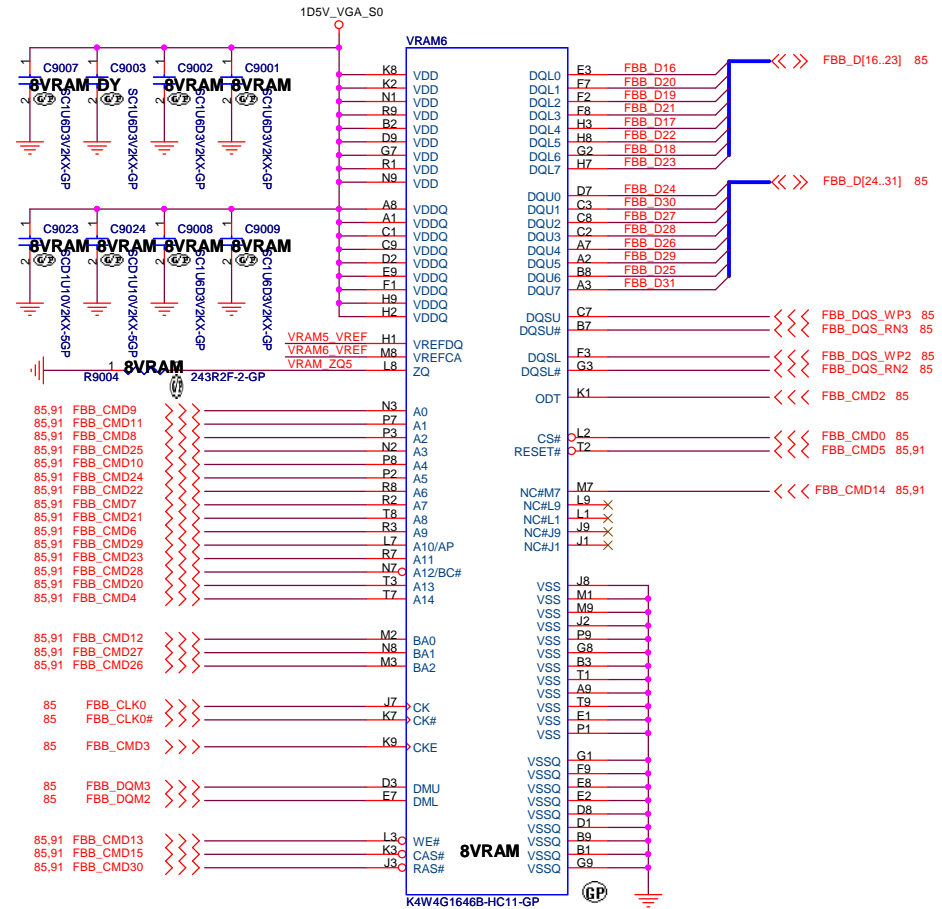 1D5V_VGA_S0
VRAM6
C9007 C9003 C9002 C9001
1 1 1 1
8VRAM DY 8VRAM 8VRAM
2 2 2 2
SC1U6D3V2KX-GP SC1U6D3V2KX-GP SC1U6D3V2KX-GP SC1U6D3V2KX-GP
C9023 C9024 C9008 C9009
1 1 1 1
8VRAM 8VRAM 8VRAM 8VRAM
2 2 2 2
SCD1U10V2KX-5GP SCD1U10V2KX-5GP SC1U6D3V2KX-GP SC1U6D3V2KX-GP
K8 VDD
K2 VDD
N1 VDD
R9 VDD
B2 VDD
D9 VDD
G7 VDD
R1 VDD
N9 VDD
A8 VDDQ
A1 VDDQ
C1 VDDQ
C9 VDDQ
D2 VDDQ
E9 VDDQ
F1 VDDQ
H9 VDDQ
H2 VDDQ
VRAM5_VREF H1 VREFDQ
VRAM6_VREF M8 VREFCA
VRAM_ZQ5 L8 ZQ
1 8VRAM
R9004 243R2F-2-GP
85,91 FBB_CMD9 N3 A0
85,91 FBB_CMD11 P7 A1
85,91 FBB_CMD8 P3 A2
85,91 FBB_CMD25 N2 A3
85,91 FBB_CMD10 P8 A4
85,91 FBB_CMD24 P2 A5
85,91 FBB_CMD22 R8 A6
85,91 FBB_CMD7 R2 A7
85,91 FBB_CMD21 T8 A8
85,91 FBB_CMD6 R3 A9
85,91 FBB_CMD29 L7 A10/AP
85,91 FBB_CMD23 R7 A11
85,91 FBB_CMD28 N7 A12/BC#
85,91 FBB_CMD20 T3 A13
85,91 FBB_CMD4 T7 A14
85,91 FBB_CMD12 M2 BA0
85,91 FBB_CMD27 N8 BA1
85,91 FBB_CMD26 M3 BA2
85 FBB_CLK0 J7 CK
85 FBB_CLK0# K7 CK#
85 FBB_CMD3 K9 CKE
85 FBB_DQM3 D3 DMU
85 FBB_DQM2 E7 DML
85,91 FBB_CMD13 L3 WE#
85,91 FBB_CMD15 K3 CAS#
85,91 FBB_CMD30 J3 RAS#
DQL0 E3 FBB_D16
DQL1 F7 FBB_D20
DQL2 F2 FBB_D19
DQL3 F8 FBB_D21
DQL4 H3 FBB_D17
DQL5 H8 FBB_D22
DQL6 G2 FBB_D18
DQL7 H7 FBB_D23
FBB_D[16..23] 85
DQU0 D7 FBB_D24
DQU1 C3 FBB_D30
DQU2 C8 FBB_D27
DQU3 C2 FBB_D28
DQU4 A7 FBB_D26
DQU5 A2 FBB_D29
DQU6 B8 FBB_D25
DQU7 A3 FBB_D31
FBB_D[24..31] 85
DQSU C7 FBB_DQS_WP3 85
DQSU# B7 FBB_DQS_RN3 85
DQSL F3 FBB_DQS_WP2 85
DQSL# G3 FBB_DQS_RN2 85
ODT K1 FBB_CMD2 85
CS# L2 FBB_CMD0 85
RESET# T2 FBB_CMD5 85,91
NC#M7 M7 FBB_CMD14 85,91
NC#L9 L9
NC#L1 L1
NC#J9 J9
NC#J1 J1
VSS J8
VSS M1
VSS M9
VSS J2
VSS P9
VSS G8
VSS B3
VSS T1
VSS A9
VSS T9
VSS E1
VSS P1
VSSQ G1
VSSQ F9
VSSQ E8
VSSQ E2
VSSQ D8
VSSQ D1
VSSQ B9
VSSQ B1
VSSQ G9
8VRAM
GP
K4W4G1646B-HC11-GP